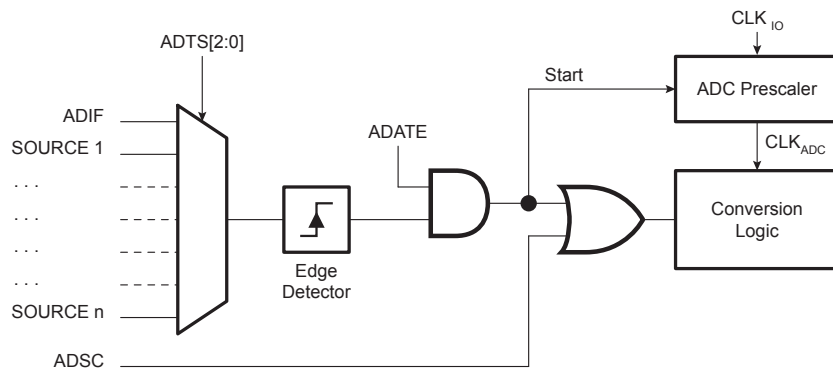 ADTS[2:0]
CLK IO
Start
ADC Prescaler
ADIF
ADATE
SOURCE 1
CLKADC
. . .
. . .
. . .
. . .
Conversion
Logic
Edge
Detector
SOURCE n
ADSC